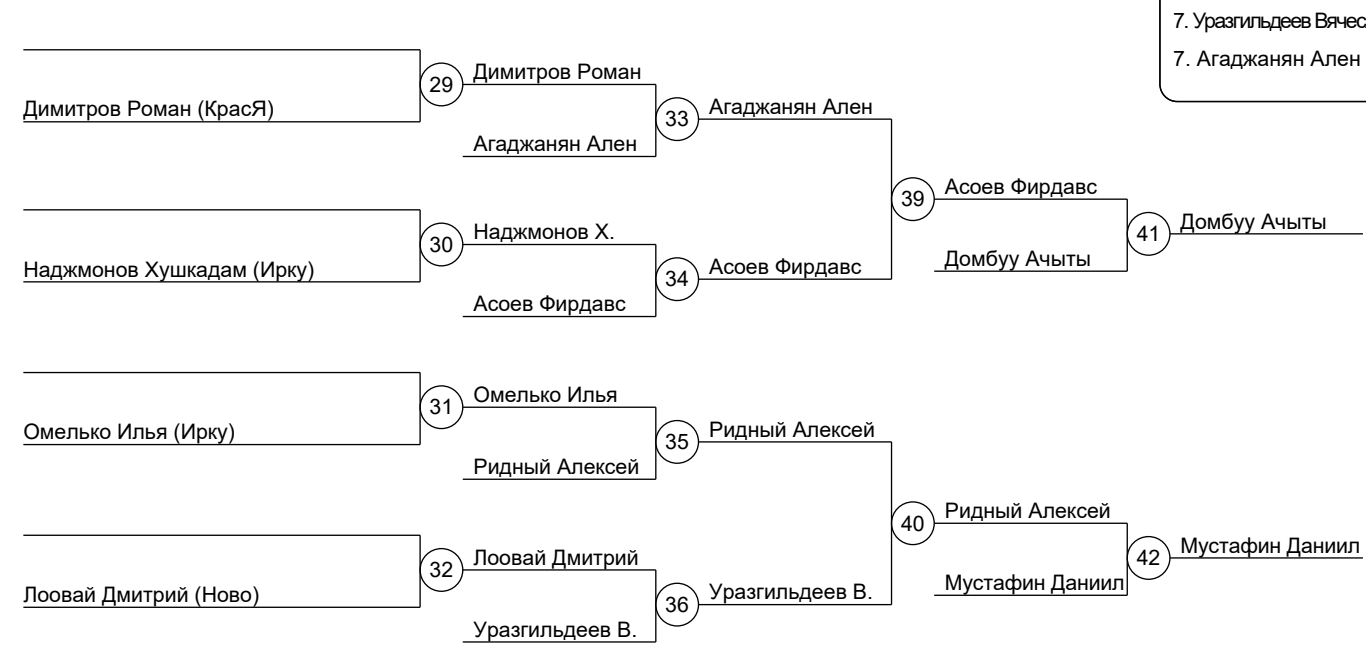 7. Уразгильдеев
7. Агаджанян Ален
29
Димитров Роман
Димитров Роман (КрасЯ)
33
Агаджанян Ален
Агаджанян Ален
39
Асоев Фирдавс
30
Наджмонов Х.
41
Домбуу Ачыты
Наджмонов Хушкадам (Ирку)
34
Асоев Фирдавс
Домбуу Ачыты
Асоев Фирдавс
31
Омелько Илья
Омелько Илья (Ирку)
35
Ридный Алексей
Ридный Алексей
40
Ридный Алексей
32
Лоовай Дмитрий
42
Мустафин Даниил
Лоовай Дмитрий (Ново)
36
Уразгильдеев В.
Мустафин Даниил
Уразгильдеев В.